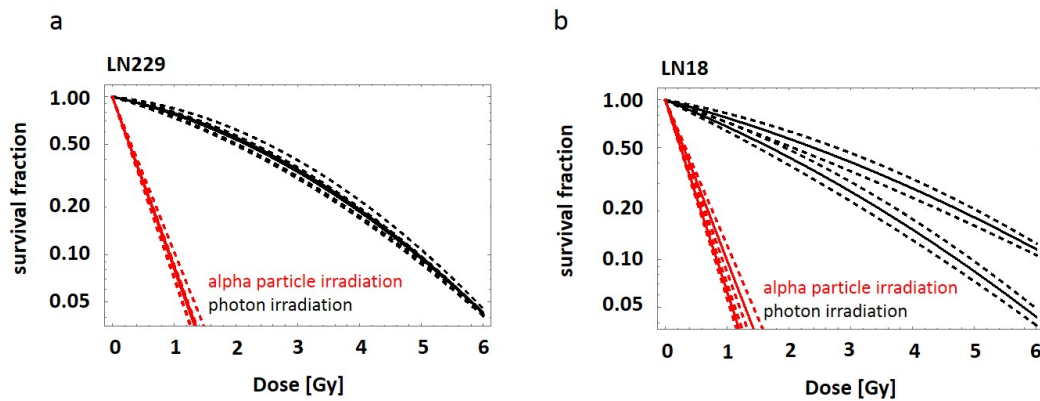 a
LN229
survival fraction
1.00
0.50
0.20
0.10
0.05
alpha particle irradiation
photon irradiation
0 1 2 3 4 5 6
Dose [Gy]
b
LN18
survival fraction
1.00
0.50
0.20
0.10
0.05
alpha particle irradiation
photon irradiation
0 1 2 3 4 5 6
Dose [Gy]